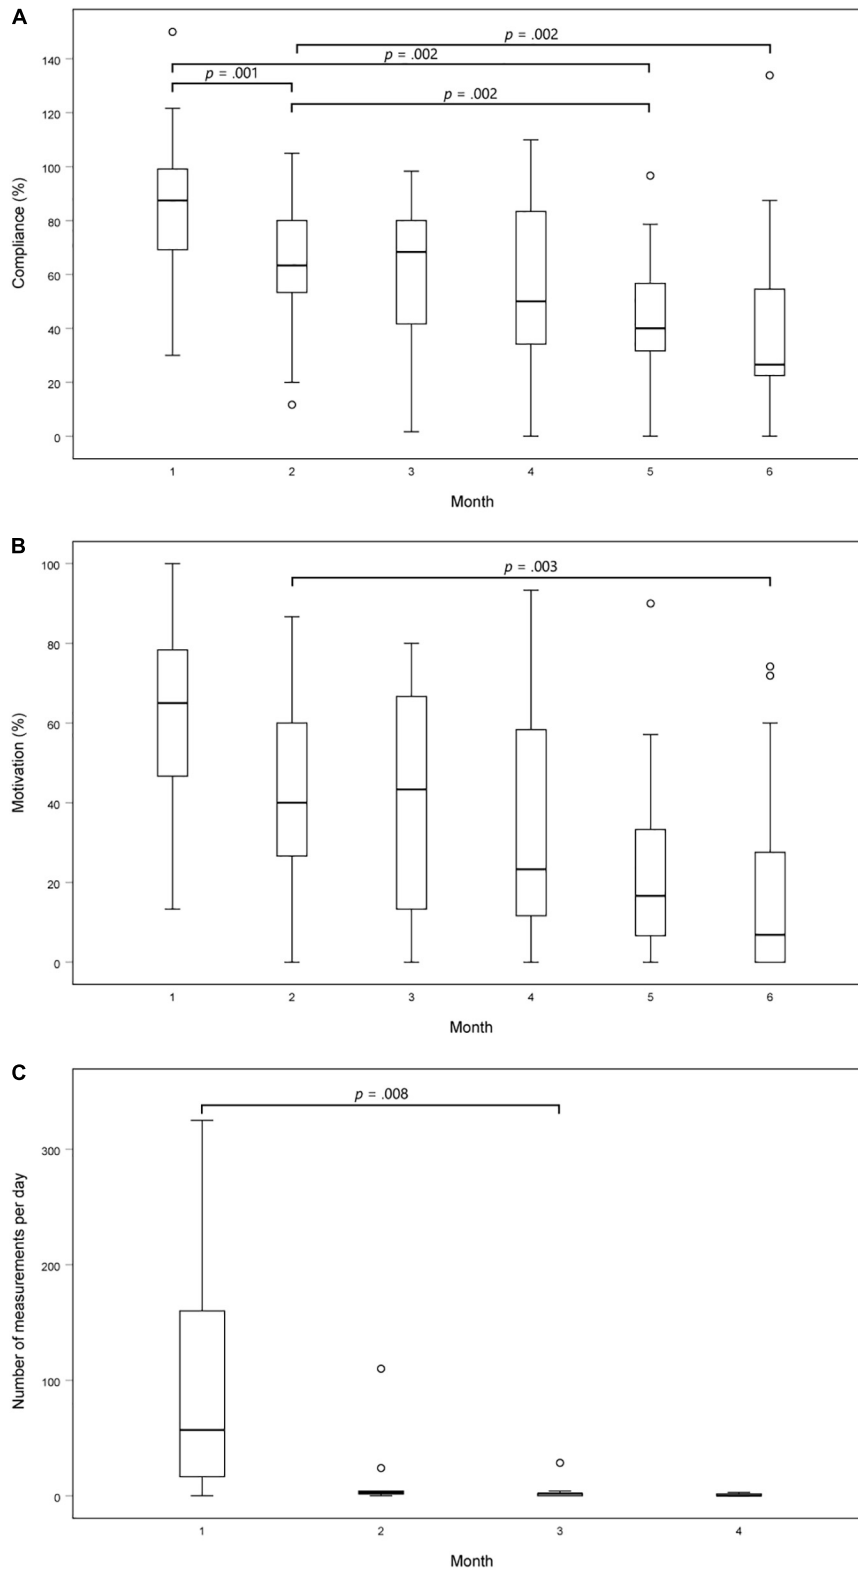 A
p = .002
p = .002
p = .001
p = .002
140
120
100
80
60
40
20
0
Compliance (%)
1 2 3 4 5 6
Month
B
p = .003
100
80
60
40
20
0
Motivation (%)
1 2 3 4 5 6
Month
C
p = .008
300
200
100
0
Number of measurements per day
1 2 3 4
Month